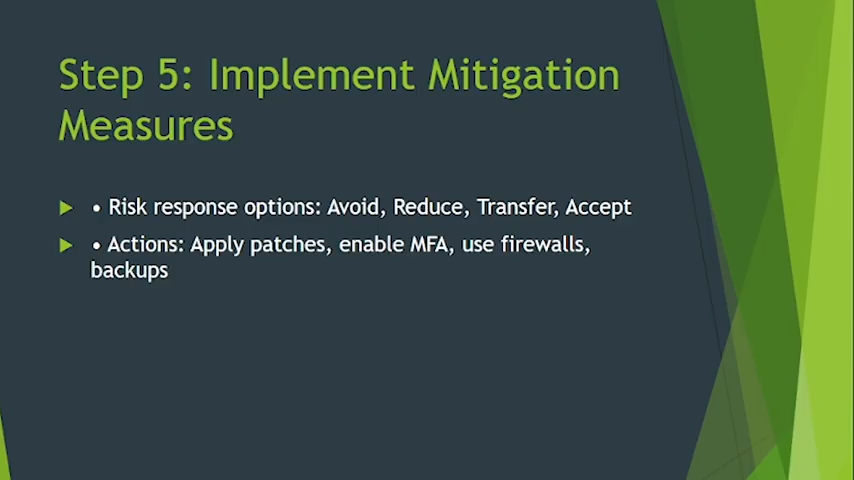 Step 5: Implement Mitigation
Measures
• Risk response options: Avoid, Reduce, Transfer, Accept
• Actions: Apply patches, enable MFA, use firewalls,
backups